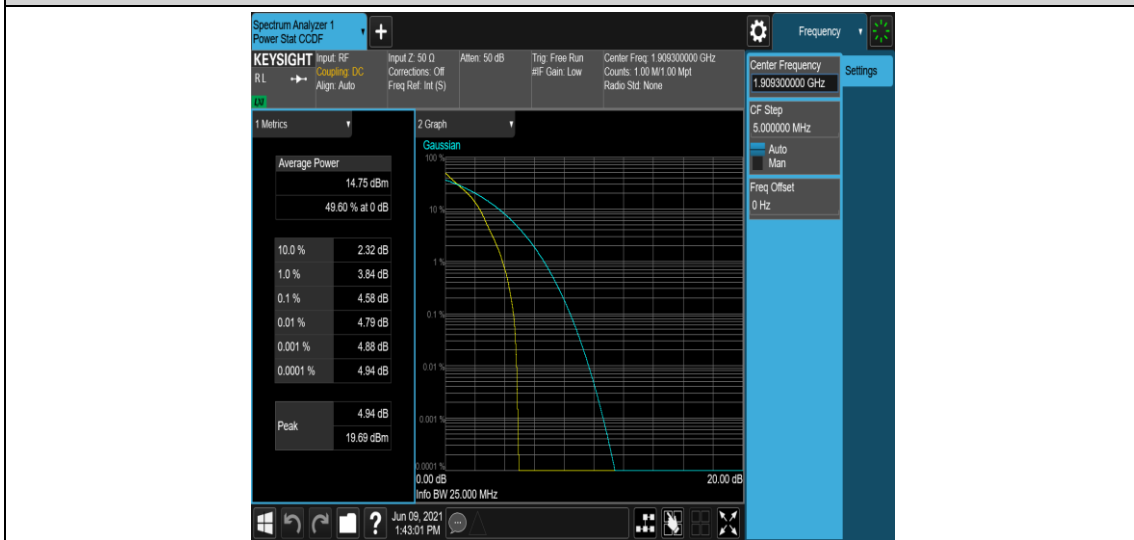 Spectrum Analyzer 1
Power Stat CCDF
Frequency
KEYSIGHT
RL
Input: RF
Coupling: DC
Align: Auto
Input Z: 50 Ω
Corrections: Off
Freq Ref: Int (S)
Atten: 50 dB
Trig: Free Run
#IF Gain: Low
Center Freq: 1.909300000 GHz
Counts: 1.00 M/1.00 Mpt
Radio Std: None
Center Frequency
1.909300000 GHz
Settings
CF Step
5.000000 MHz
Auto
Man
Freq Offset
0 Hz
1 Metrics
Average Power
14.75 dBm
49.60 % at 0 dB
10.0 % 2.32 dB
1.0 % 3.84 dB
0.1 % 4.58 dB
0.01 % 4.79 dB
0.001 % 4.88 dB
0.0001 % 4.94 dB
Peak
4.94 dB
19.69 dBm
2 Graph
Gaussian
100 %
10 %
1 %
0.1 %
0.01 %
0.001 %
0.0001 %
0.00 dB 20.00 dB
Info BW 25.000 MHz
?
Jun 09, 2021
1:43:01 PM